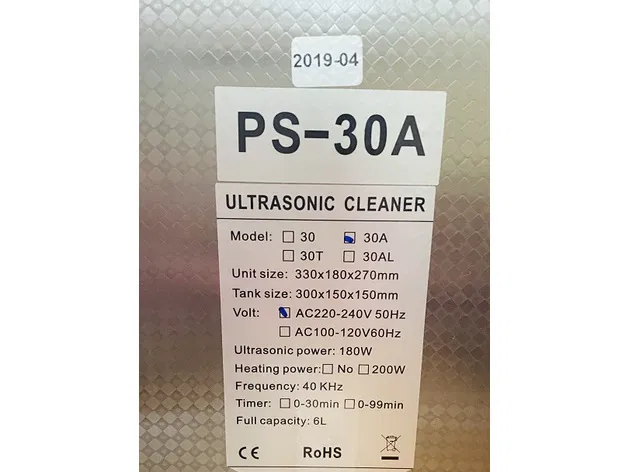 2019-04
PS-30A
ULTRASONIC CLEANER
Model: ☐ 30 ☑ 30A
☐ 30T ☐ 30AL
Unit size: 330x180x270mm
Tank size: 300x150x150mm
Volt: ☑ AC220-240V 50Hz
☐ AC100-120V60Hz
Ultrasonic power: 180W
Heating power: ☐ No ☐ 200W
Frequency: 40 KHz
Timer: ☐ 0-30min ☐ 0-99min
Full capacity: 6L
CE RoHS